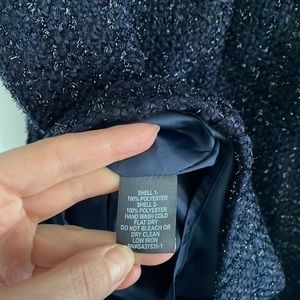 SHELL 1-
100% POLYESTER
SHELL 2-
100% POLYESTER
HAND WASH COLD
FLAT DRY
DO NOT BLEACH OR
DRY CLEAN
LOW IRON